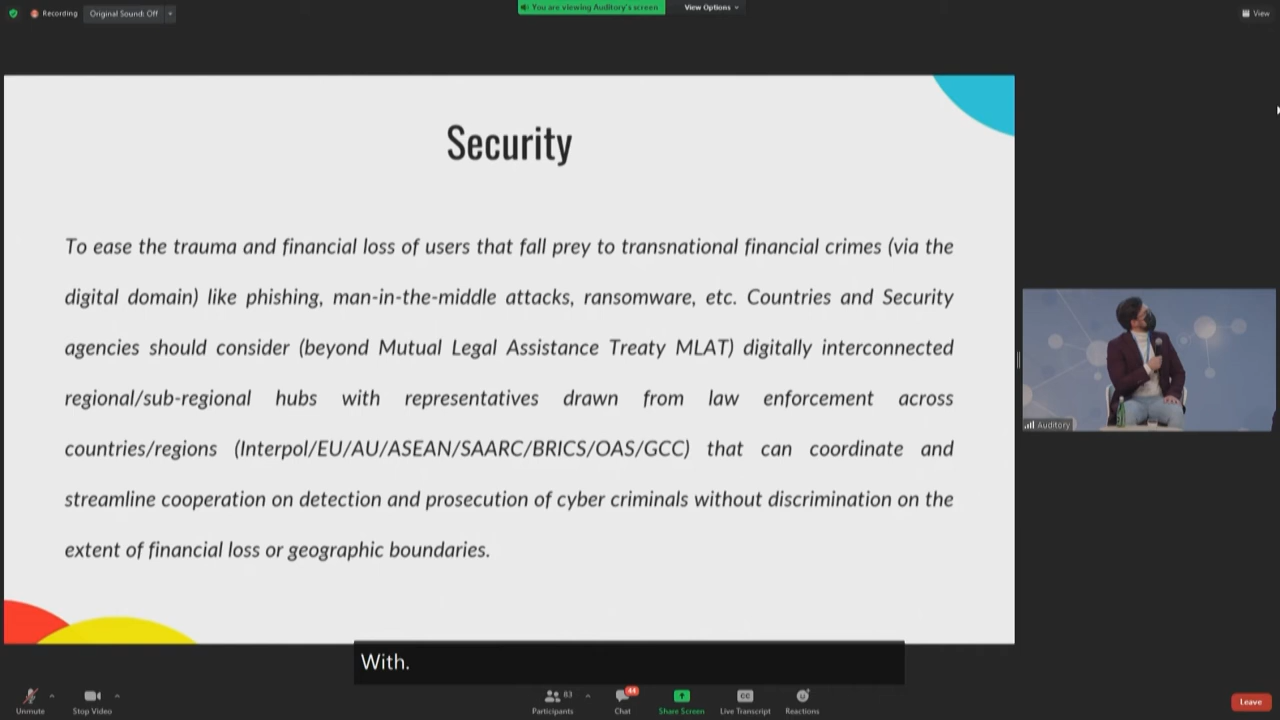 Recording
Original Sound: Off
You are viewing Auditory's screen
View Options
View
Security
To ease the trauma and financial loss of users that fall prey to transnational financial crimes (via the
digital domain) like phishing, man-in-the-middle attacks, ransomware, etc. Countries and Security
agencies should consider (beyond Mutual Legal Assistance Treaty MLAT) digitally interconnected
regional/sub-regional hubs with representatives drawn from law enforcement across
countries/regions (Interpol/EU/AU/ASEAN/SAARC/BRICS/OAS/GCC) that can coordinate and
streamline cooperation on detection and prosecution of cyber criminals without discrimination on the
extent of financial loss or geographic boundaries.
Auditory
With.
Unmute
Stop Video
Participants
83
Chat
44
Share Screen
CC
Live Transcript
Reactions
Leave